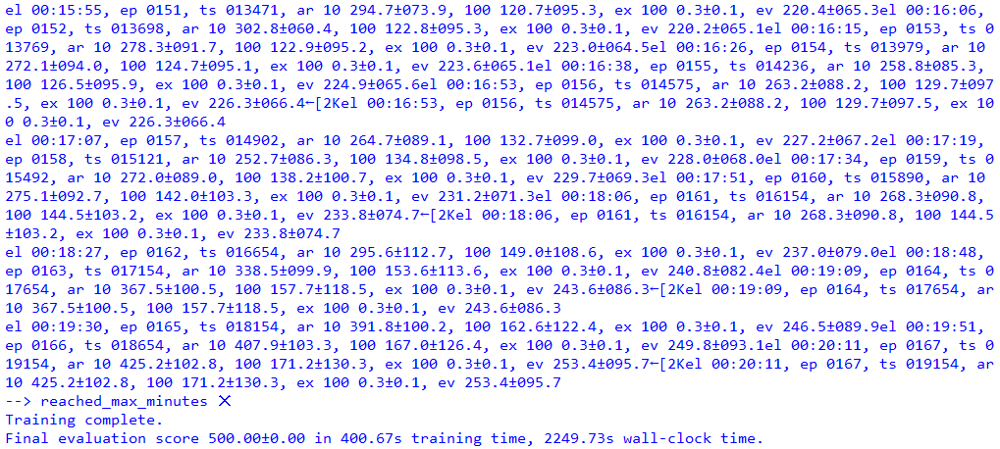 el 00:15:55, ep 0151, ts 013471, ar 10 294.7±073.9, 100 120.7±095.3, ex 100 0.3±0.1, ev 220.4±065.3el 00:16:06,
ep 0152, ts 013698, ar 10 302.8±060.4, 100 122.8±095.3, ex 100 0.3±0.1, ev 220.2±065.1el 00:16:15, ep 0153, ts 0
13769, ar 10 278.3±091.7, 100 122.9±095.2, ex 100 0.3±0.1, ev 223.0±064.5el 00:16:26, ep 0154, ts 013979, ar 10
272.1±094.0, 100 124.7±095.1, ex 100 0.3±0.1, ev 223.6±065.1el 00:16:38, ep 0155, ts 014236, ar 10 258.8±085.3,
100 126.5±095.9, ex 100 0.3±0.1, ev 224.9±065.6el 00:16:53, ep 0156, ts 014575, ar 10 263.2±088.2, 100 129.7±097
.5, ex 100 0.3±0.1, ev 226.3±066.4←[2Kel 00:16:53, ep 0156, ts 014575, ar 10 263.2±088.2, 100 129.7±097.5, ex 10
0 0.3±0.1, ev 226.3±066.4
el 00:17:07, ep 0157, ts 014902, ar 10 264.7±089.1, 100 132.7±099.0, ex 100 0.3±0.1, ev 227.2±067.2el 00:17:19,
ep 0158, ts 015121, ar 10 252.7±086.3, 100 134.8±098.5, ex 100 0.3±0.1, ev 228.0±068.0el 00:17:34, ep 0159, ts 0
15492, ar 10 272.0±089.0, 100 138.2±100.7, ex 100 0.3±0.1, ev 229.7±069.3el 00:17:51, ep 0160, ts 015890, ar 10
275.1±092.7, 100 142.0±103.3, ex 100 0.3±0.1, ev 231.2±071.3el 00:18:06, ep 0161, ts 016154, ar 10 268.3±090.8,
100 144.5±103.2, ex 100 0.3±0.1, ev 233.8±074.7←[2Kel 00:18:06, ep 0161, ts 016154, ar 10 268.3±090.8, 100 144.5
±103.2, ex 100 0.3±0.1, ev 233.8±074.7
el 00:18:27, ep 0162, ts 016654, ar 10 295.6±112.7, 100 149.0±108.6, ex 100 0.3±0.1, ev 237.0±079.0el 00:18:48,
ep 0163, ts 017154, ar 10 338.5±099.9, 100 153.6±113.6, ex 100 0.3±0.1, ev 240.8±082.4el 00:19:09, ep 0164, ts 0
17654, ar 10 367.5±100.5, 100 157.7±118.5, ex 100 0.3±0.1, ev 243.6±086.3←[2Kel 00:19:09, ep 0164, ts 017654, ar
10 367.5±100.5, 100 157.7±118.5, ex 100 0.3±0.1, ev 243.6±086.3
el 00:19:30, ep 0165, ts 018154, ar 10 391.8±100.2, 100 162.6±122.4, ex 100 0.3±0.1, ev 246.5±089.9el 00:19:51,
ep 0166, ts 018654, ar 10 407.9±103.3, 100 167.0±126.4, ex 100 0.3±0.1, ev 249.8±093.1el 00:20:11, ep 0167, ts 0
19154, ar 10 425.2±102.8, 100 171.2±130.3, ex 100 0.3±0.1, ev 253.4±095.7←[2Kel 00:20:11, ep 0167, ts 019154, ar
10 425.2±102.8, 100 171.2±130.3, ex 100 0.3±0.1, ev 253.4±095.7
--> reached_max_minutes ✕
Training complete.
Final evaluation score 500.00±0.00 in 400.67s training time, 2249.73s wall-clock time.